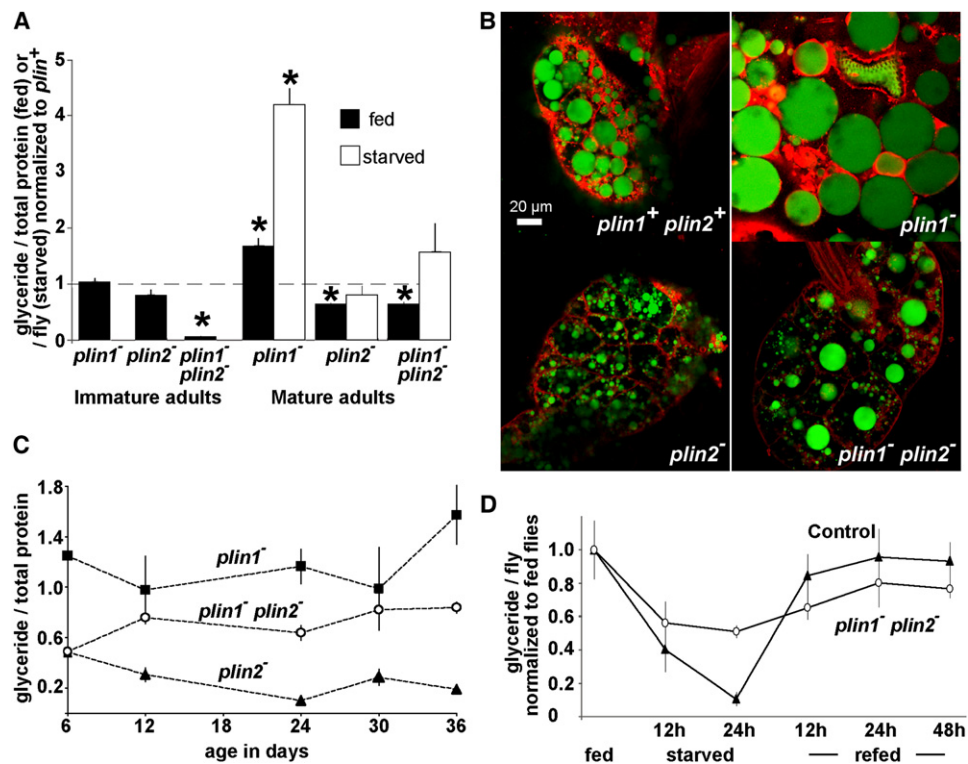 A
glyceride / total protein (fed) or
/ fly (starved) normalized to plin+
5
4
3
2
1
0
*
*
*
*
*
fed
starved
plin1-
plin2-
plin1-
plin2-
plin1-
plin2-
plin1-
plin2-
Immature adults
Mature adults
B
20 µm
plin1+ plin2+
plin1-
plin2-
plin1- plin2-
C
glyceride / total protein
1.8
1.4
1.0
0.6
0.2
plin1-
plin1- plin2-
plin2-
6
12
18
24
30
36
age in days
D
glyceride / fly
normalized to fed flies
1.0
0.8
0.6
0.4
0.2
0
Control
plin1- plin2-
12h
24h
12h
24h
48h
fed
starved
refed